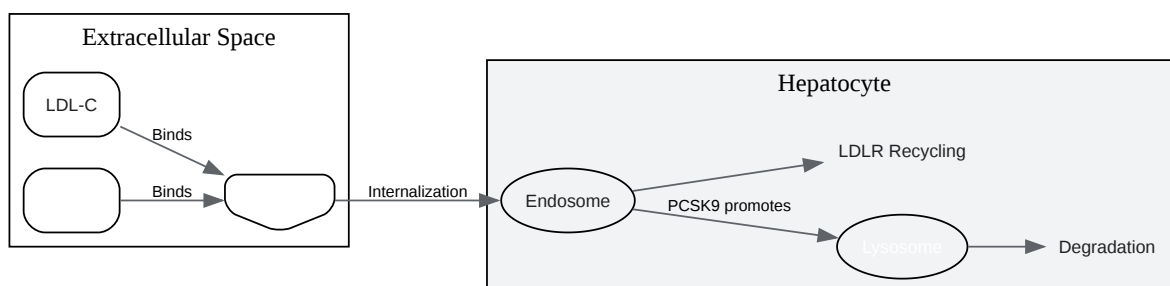 Extracellular Space
LDL-C
Binds
Binds
Internalization
Hepatocyte
Endosome
LDLR Recycling
PCSK9 promotes
Lysosome
Degradation